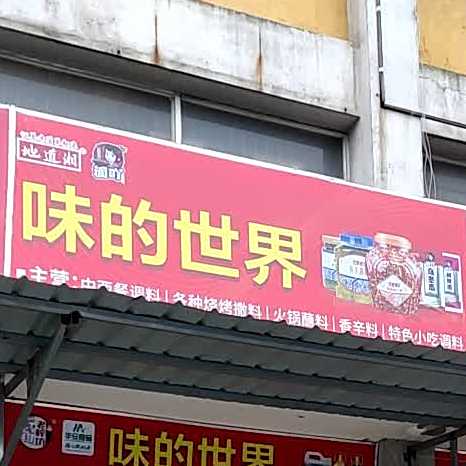 地道湘
味的世界
主营：中西餐调料 | 各种烧烤撒料 | 火锅蘸料 | 香辛料 | 特色小吃调料
味的世界